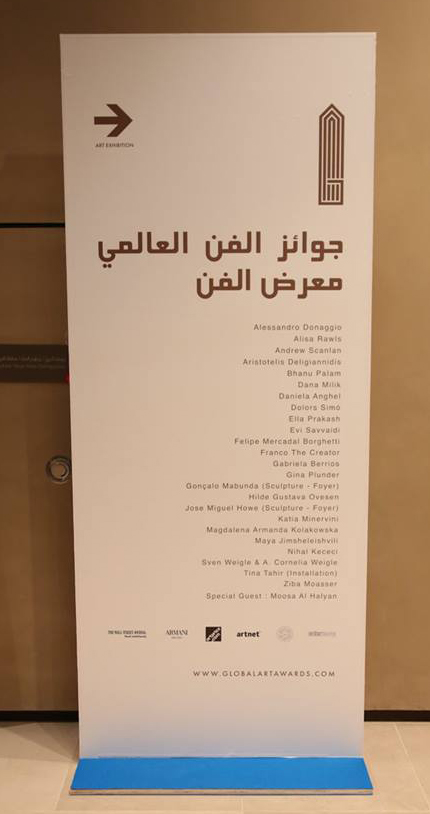 ART EXHIBITION
جوائز الفن العالمي
معرض الفن
Alessandro Donaggio
Alisa Rawls
Andrew Scanlan
Aristotelis Deligiannidis
Bhanu Palam
Dana Milik
Daniela Anghel
Dolors Simó
Ella Prakash
Evi Savvaidi
Felipe Mercadal Borghetti
Franco The Creator
Gabriela Berrios
Gina Plunder
Gonçalo Mabunda (Sculpture - Foyer)
Hilde Gustava Ovesen
Jose Miguel Howe (Sculpture - Foyer)
Katia Minervini
Magdalena Armanda Kolakowska
Maya Jimsheleishvili
Nihal Kececi
Sven Weigle & A. Cornelia Weigle
Tina Tahir (Installation)
Ziba Moasser
Special Guest : Moosa Al Halyan
THE WALL STREET JOURNAL ARMANI artnet
WWW.GLOBALARTAWARDS.COM